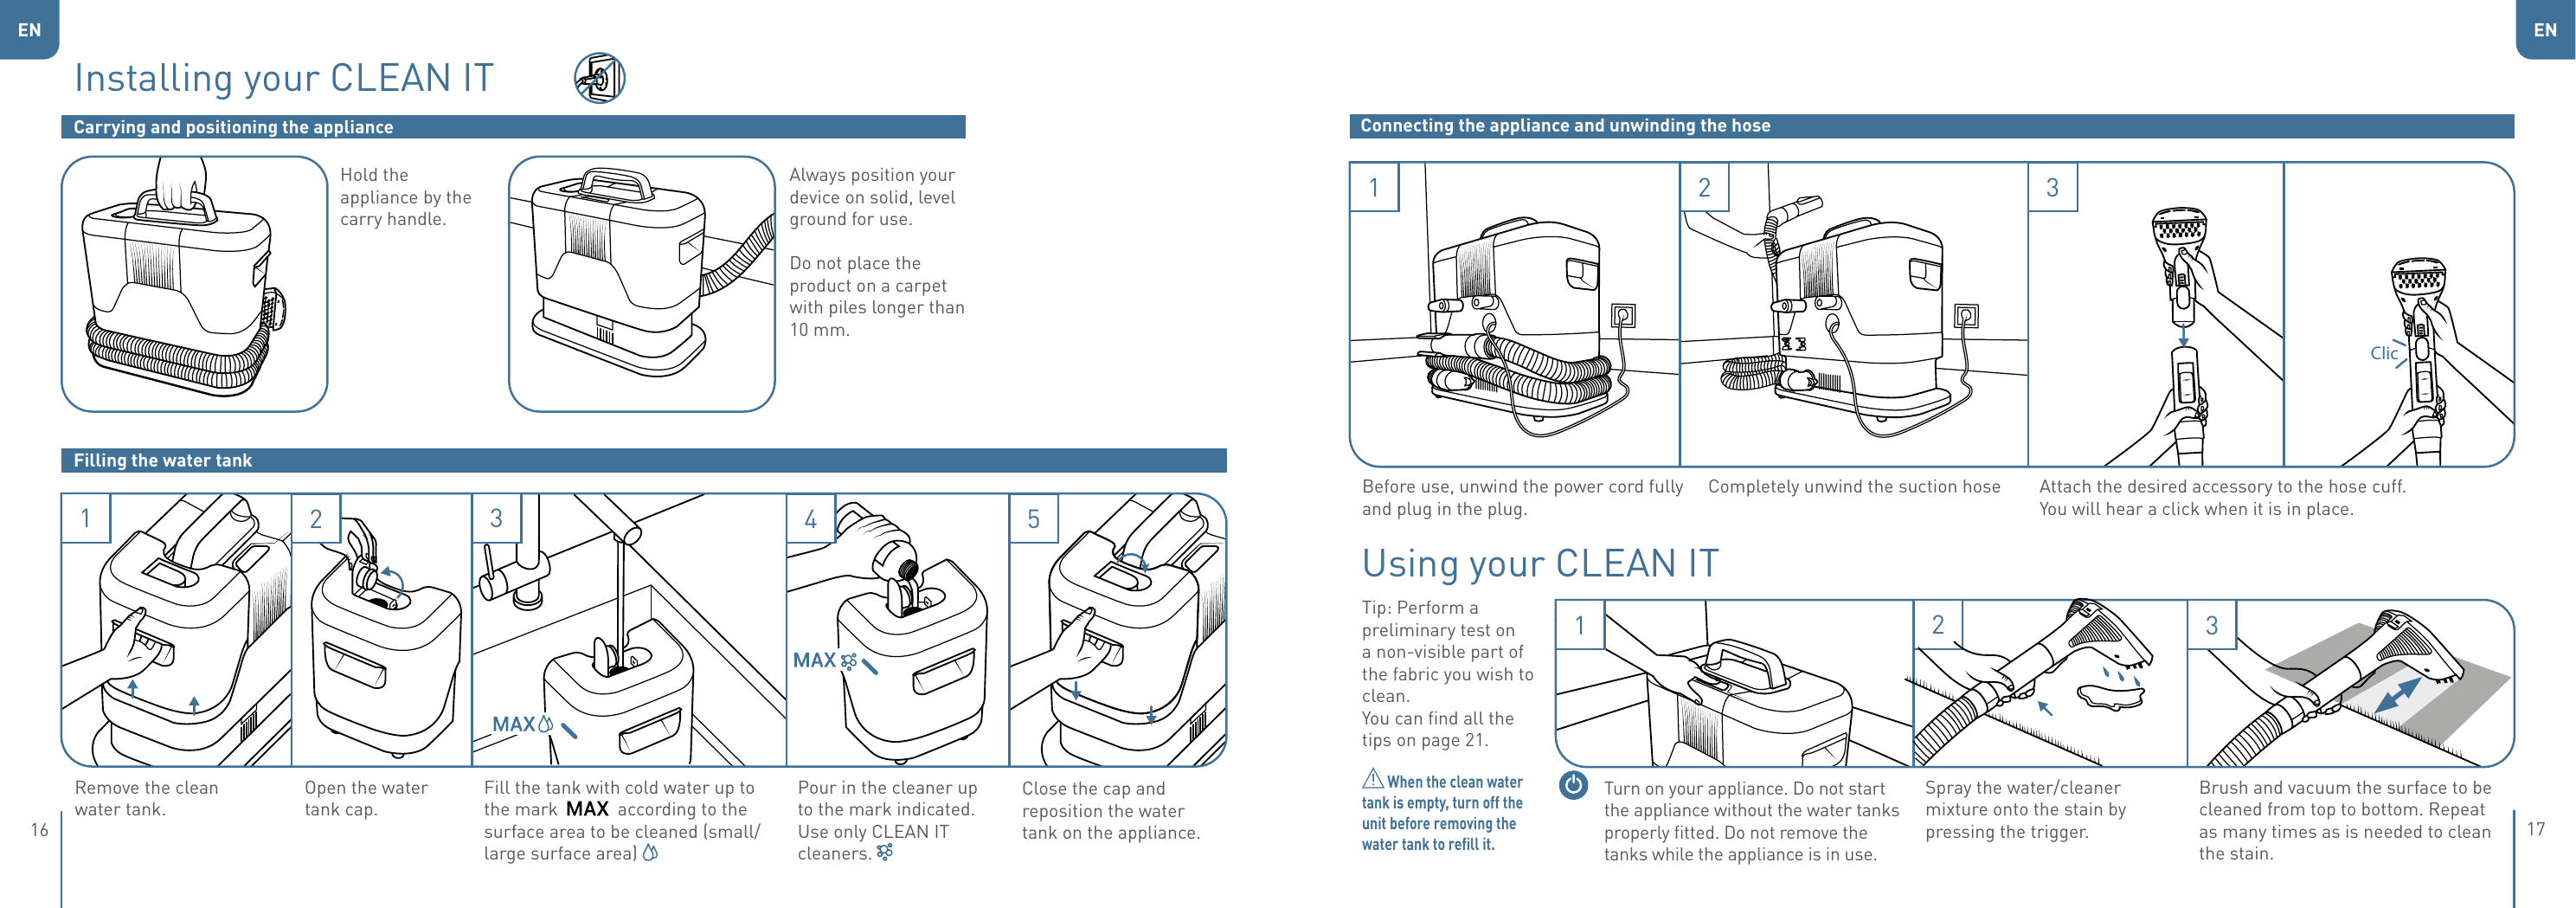 EN
Installing your CLEAN IT
Carrying and positioning the appliance
Hold the
appliance by the
carry handle.
Always position your
device on solid, level
ground for use.
Do not place the
product on a carpet
with piles longer than
10 mm.
Filling the water tank
1
2
3
4
5
MAX
MAX
Remove the clean
water tank.
Open the water
tank cap.
Fill the tank with cold water up to
the mark MAX according to the
surface area to be cleaned (small/
large surface area)
Pour in the cleaner up
to the mark indicated.
Use only CLEAN IT
cleaners.
Close the cap and
reposition the water
tank on the appliance.
16
EN
Connecting the appliance and unwinding the hose
1
2
3
Clic
Before use, unwind the power cord fully
and plug in the plug.
Completely unwind the suction hose
Attach the desired accessory to the hose cuff.
You will hear a click when it is in place.
Using your CLEAN IT
Tip: Perform a
preliminary test on
a non-visible part of
the fabric you wish to
clean.
You can find all the
tips on page 21.
When the clean water
tank is empty, turn off the
unit before removing the
water tank to refill it.
1
2
3
Turn on your appliance. Do not start
the appliance without the water tanks
properly fitted. Do not remove the
tanks while the appliance is in use.
Spray the water/cleaner
mixture onto the stain by
pressing the trigger.
Brush and vacuum the surface to be
cleaned from top to bottom. Repeat
as many times as is needed to clean
the stain.
17